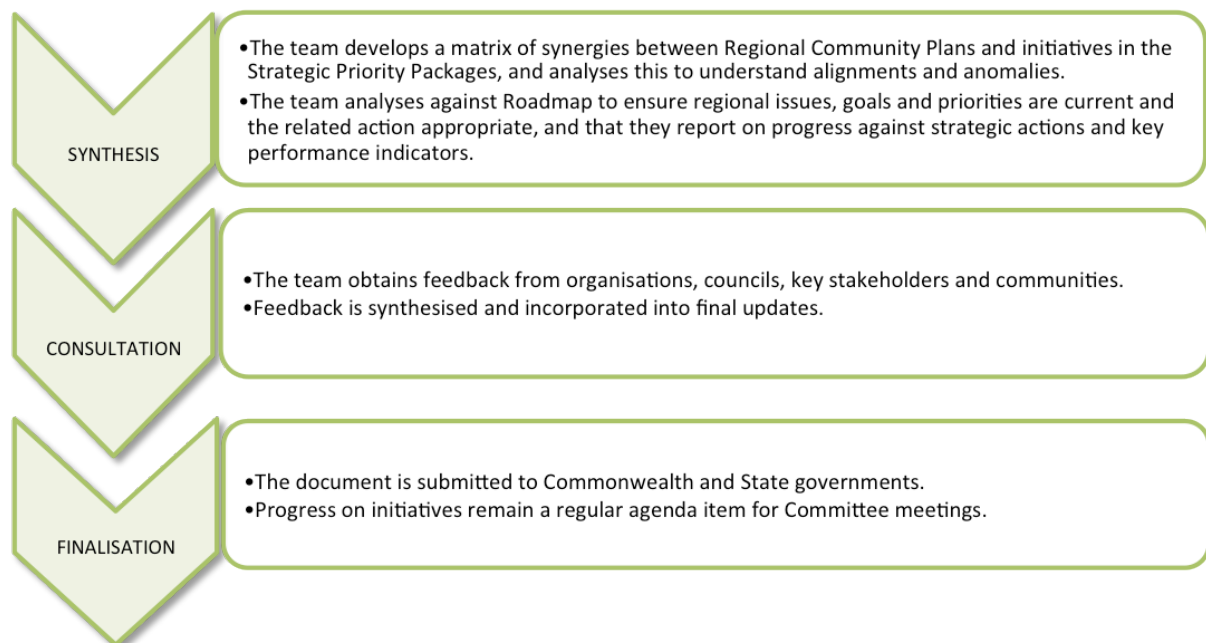 SYNTHESIS
•The team develops a matrix of synergies between Regional Community Plans and initiatives in the
Strategic Priority Packages, and analyses this to understand alignments and anomalies.
•The team analyses against Roadmap to ensure regional issues, goals and priorities are current and
the related action appropriate, and that they report on progress against strategic actions and key
performance indicators.
CONSULTATION
•The team obtains feedback from organisations, councils, key stakeholders and communities.
•Feedback is synthesised and incorporated into final updates.
FINALISATION
•The document is submitted to Commonwealth and State governments.
•Progress on initiatives remain a regular agenda item for Committee meetings.